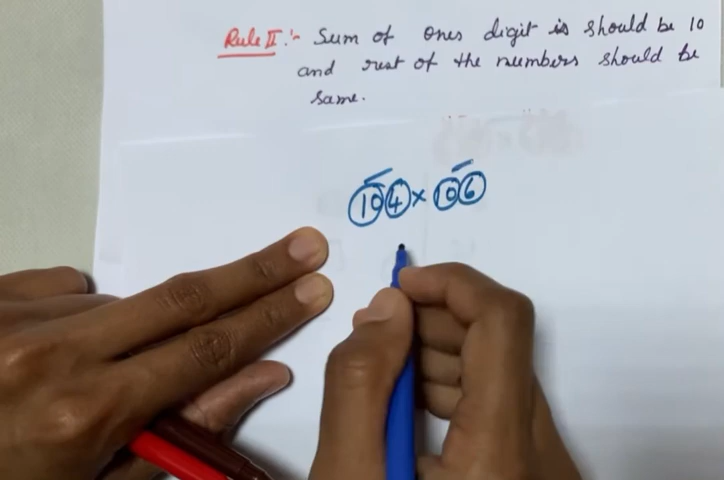 Rule II :- Sum of ones digit is should be 10
and rest of the numbers should be
same.
104 × 106